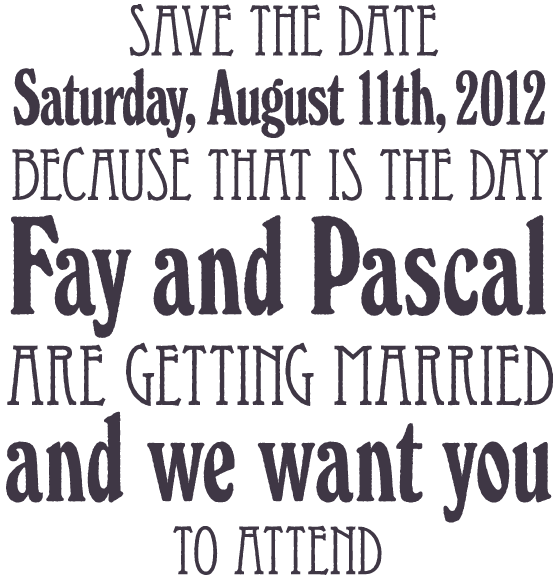 SAVE THE DATE
Saturday, August 11th, 2012
BECAUSE THAT IS THE DAY
Fay and Pascal
ARE GETTING MARRIED
and we want you
TO ATTEND